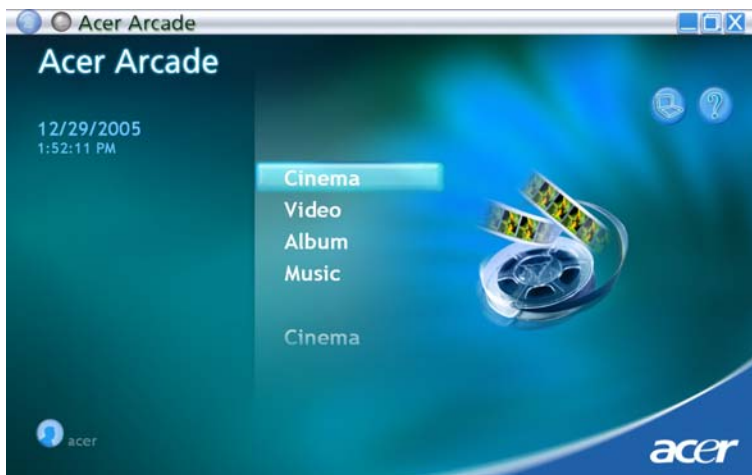 Acer Arcade
Acer Arcade
12/29/2005
1:52:11 PM
?
Cinema
Video
Album
Music
Cinema
acer
acer